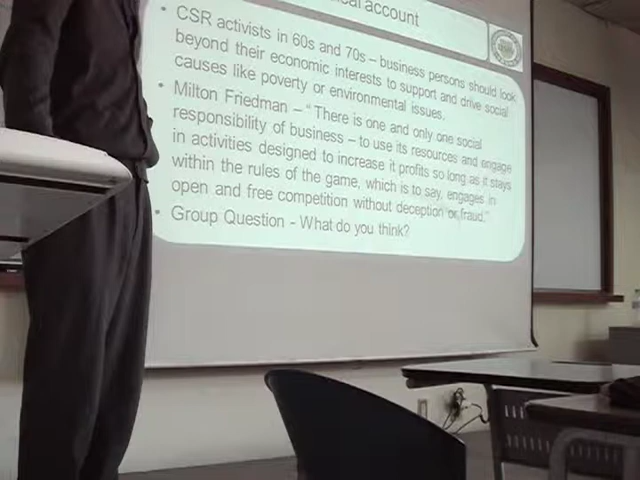 account
• CSR activists in 60s and 70s – business persons should look
beyond their economic interests to support and drive social
causes like poverty or environmental issues.
• Milton Friedman – “ There is one and only one social
responsibility of business – to use its resources and engage
in activities designed to increase it profits so long as it stays
within the rules of the game, which is to say, engages in
open and free competition without deception or fraud.”
• Group Question - What do you think?